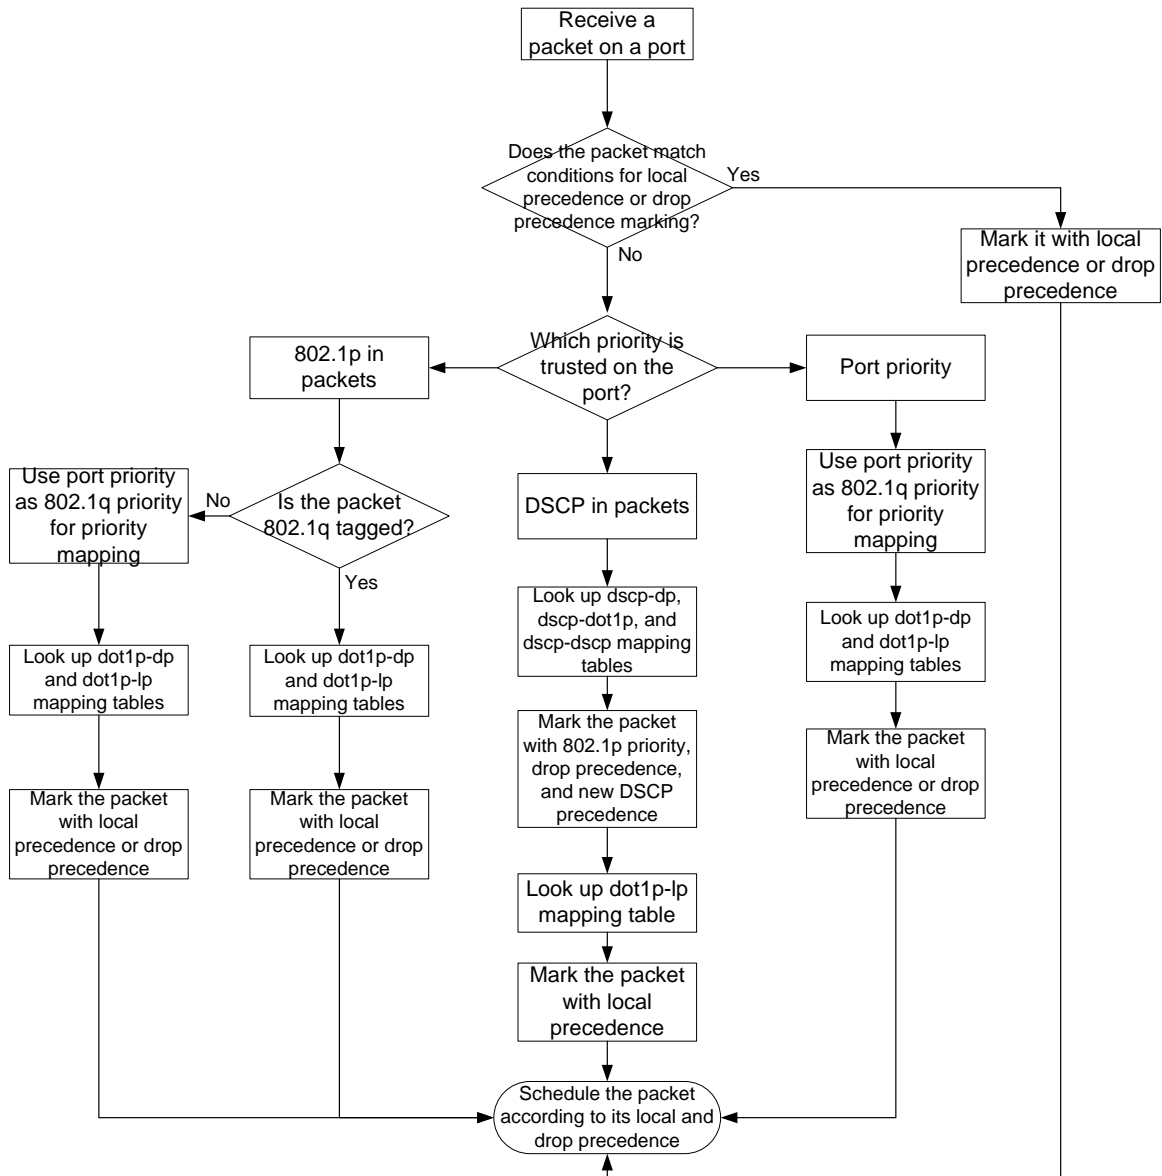 Receive a
packet on a port
Does the packet match
conditions for local
precedence or drop
precedence marking?
Yes
No
Mark it with local
precedence or drop
precedence
Which priority is
trusted on the
port?
802.1p in
packets
Port priority
Use port priority
as 802.1q priority
for priority
mapping
No
Is the packet
802.1q tagged?
Yes
DSCP in packets
Use port priority
as 802.1q priority
for priority
mapping
Look up dscp-dp,
dscp-dot1p, and
dscp-dscp mapping
tables
Look up dot1p-dp
and dot1p-lp
mapping tables
Look up dot1p-dp
and dot1p-lp
mapping tables
Look up dot1p-dp
and dot1p-lp
mapping tables
Mark the packet
with 802.1p priority,
drop precedence,
and new DSCP
precedence
Mark the packet
with local
precedence or drop
precedence
Mark the packet
with local
precedence or drop
precedence
Mark the packet
with local
precedence or drop
precedence
Look up dot1p-lp
mapping table
Mark the packet
with local
precedence
Schedule the packet
according to its local and
drop precedence